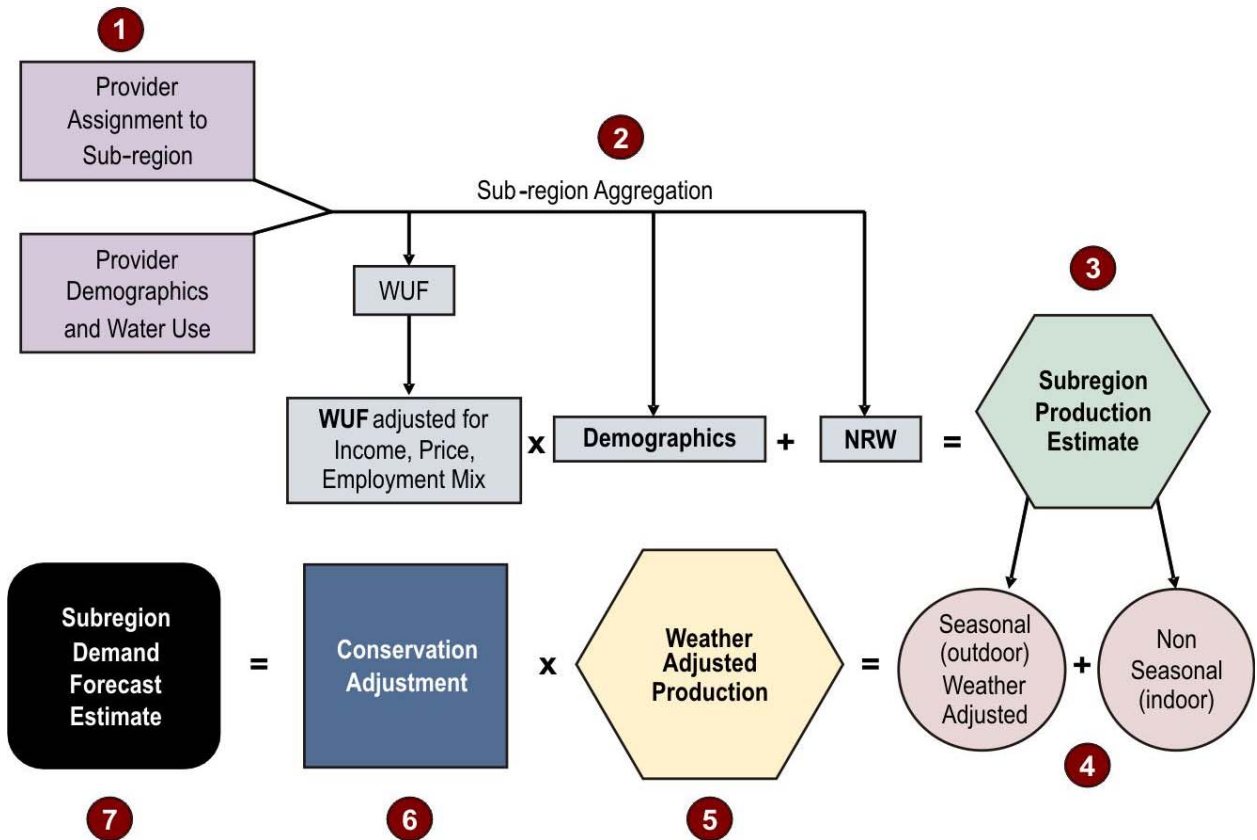 1
Provider
Assignment to
Sub-region
2
Sub-region Aggregation
Provider
Demographics
and Water Use
WUF
3
WUF adjusted for
Income, Price,
Employment Mix
x
Demographics
+
NRW
=
Subregion
Production
Estimate
Subregion
Demand
Forecast
Estimate
=
Conservation
Adjustment
x
Weather
Adjusted
Production
=
Seasonal
(outdoor)
Weather
Adjusted
+
Non
Seasonal
(indoor)
4
7
6
5